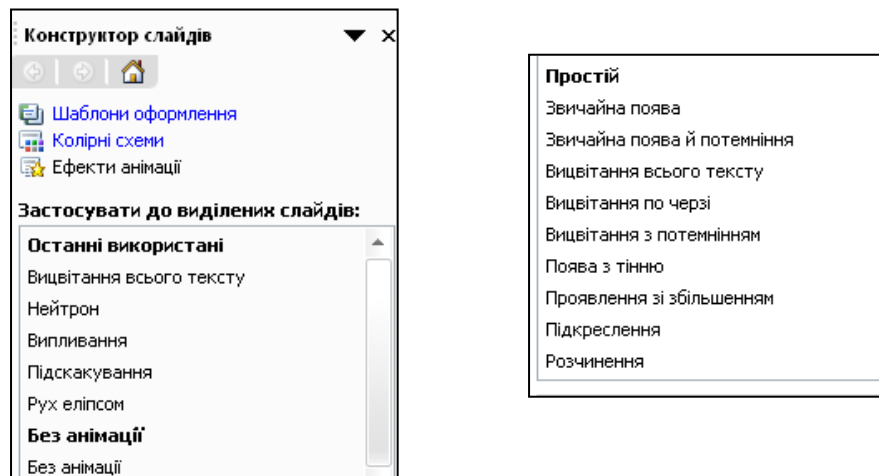 Конструктор слайдів
Шаблони оформлення
Колірні схеми
Ефекти анімації
Застосувати до виділених слайдів:
Останні використані
Вицвітання всього тексту
Нейтрон
Випливання
Підскакування
Рух еліпсом
Без анімації
Без анімації
Простій
Звичайна поява
Звичайна поява й потемніння
Вицвітання всього тексту
Вицвітання по черзі
Вицвітання з потемнінням
Поява з тінню
Проявлення зі збільшенням
Підкреслення
Розчинення